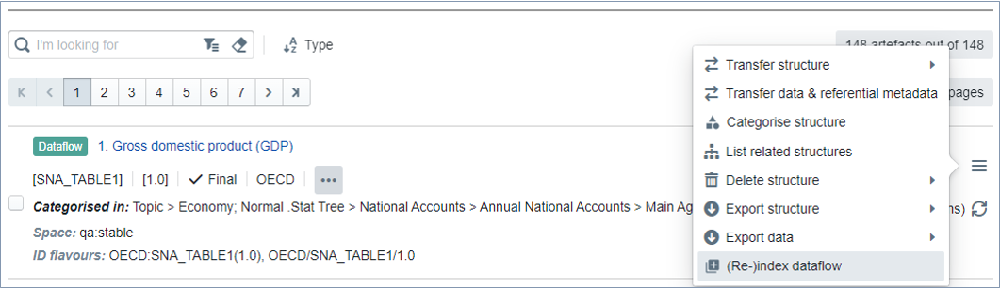 I'm looking for
Type
148 artefacts out of 148
1 2 3 4 5 6 7
pages
Dataflow 1. Gross domestic product (GDP)
[SNA_TABLE1] [1.0] Final OECD
Categorised in: Topic > Economy; Normal .Stat Tree > National Accounts > Annual National Accounts > Main Ag
Space: qa:stable
ID flavours: OECD:SNA_TABLE1(1.0), OECD/SNA_TABLE1/1.0
Transfer structure
Transfer data & referential metadata
Categorise structure
List related structures
Delete structure
Export structure
Export data
(Re-)index dataflow